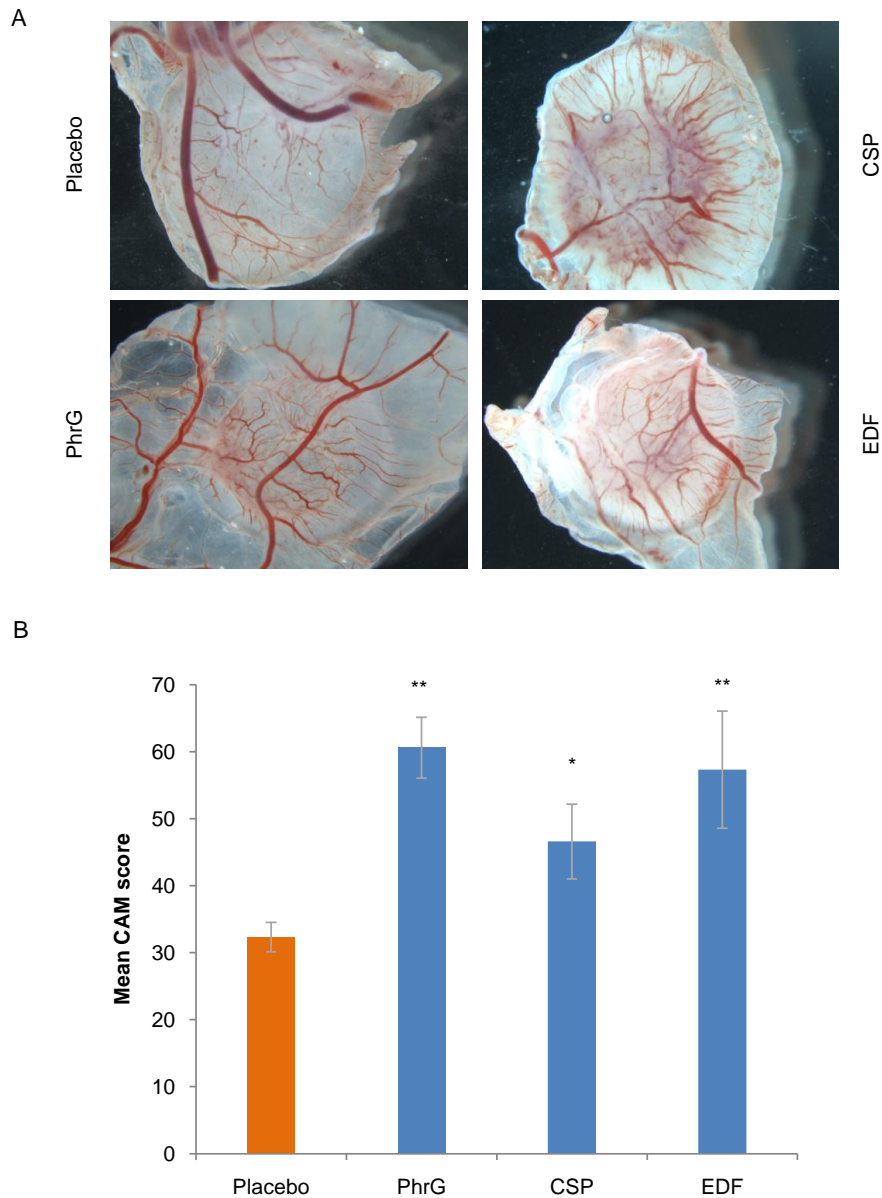 A
Placebo
CSP
PhrG
EDF
B
Mean CAM score
70
60
50
40
30
20
10
0
**
*
**
Placebo
PhrG
CSP
EDF